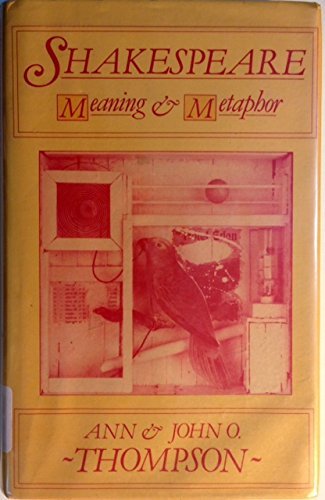 SHAKESPEARE
Meaning & Metaphor
ANN & JOHN O.
~THOMPSON~